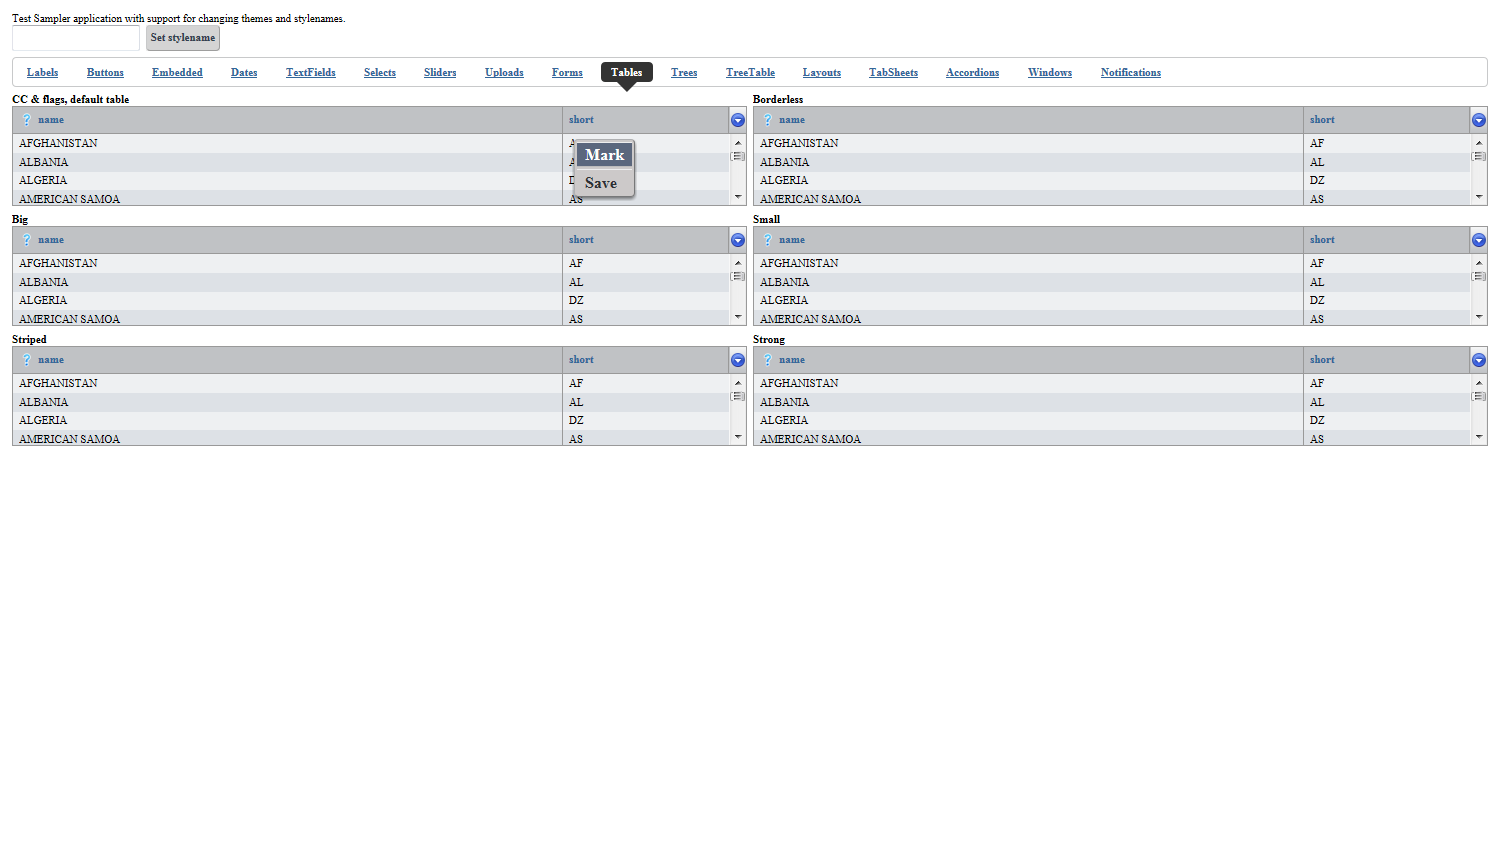 Test Sampler application with support for changing themes and stylenames.
Set stylename
Labels Buttons Embedded Dates TextFields Selects Sliders Uploads Forms Tables Trees TreeTable Layouts TabSheets Accordions Windows Notifications
CC & flags, default table
? name short
AFGHANISTAN
ALBANIA
ALGERIA
AMERICAN SAMOA AS
Mark
Save
Borderless
? name short
AFGHANISTAN AF
ALBANIA AL
ALGERIA DZ
AMERICAN SAMOA AS
Big
? name short
AFGHANISTAN AF
ALBANIA AL
ALGERIA DZ
AMERICAN SAMOA AS
Small
? name short
AFGHANISTAN AF
ALBANIA AL
ALGERIA DZ
AMERICAN SAMOA AS
Striped
? name short
AFGHANISTAN AF
ALBANIA AL
ALGERIA DZ
AMERICAN SAMOA AS
Strong
? name short
AFGHANISTAN AF
ALBANIA AL
ALGERIA DZ
AMERICAN SAMOA AS